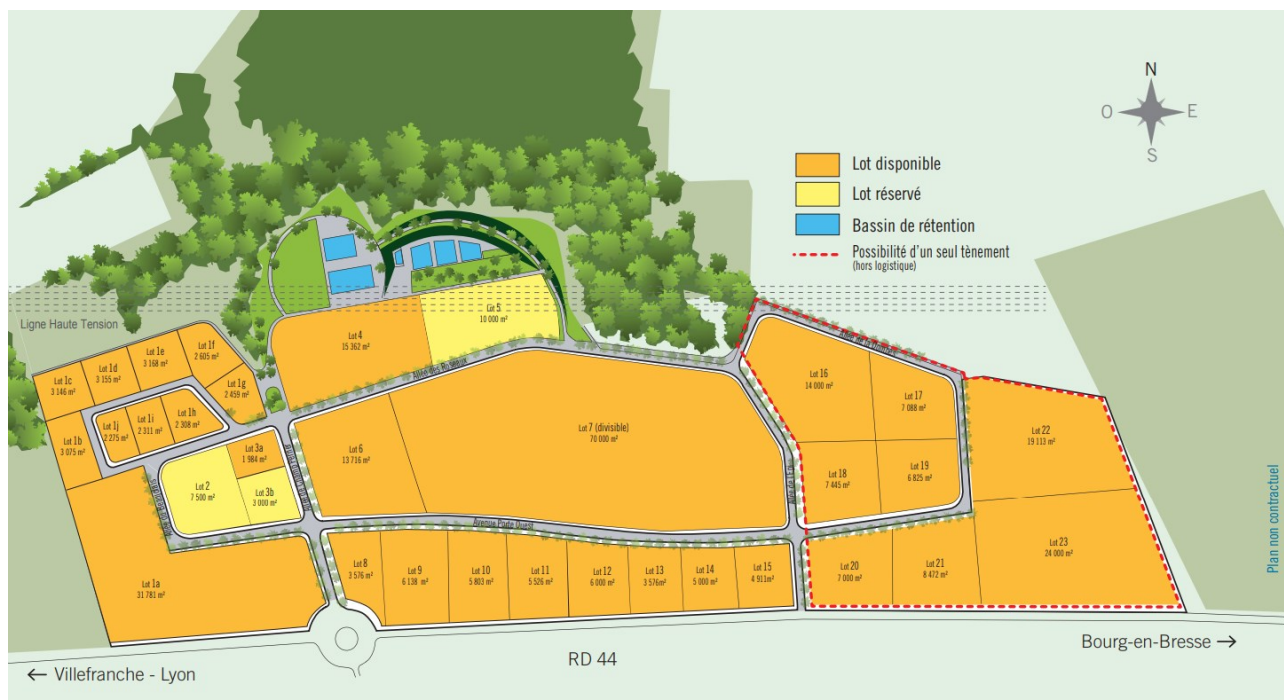 N
O
E
S
Lot disponible
Lot réservé
Bassin de rétention
Possibilité d'un seul tènement
(hors logistique)
Ligne Haute Tension
Lot 1f
2 605 m²
Lot 1e
3 168 m²
Lot 1d
3 155 m²
Lot 1c
3 146 m²
Lot 1g
2 459 m²
Lot 1h
2 308 m²
Lot 1i
2 311 m²
Lot 1j
2 275 m²
Lot 1b
3 075 m²
Lot 4
15 362 m²
Lot 5
10 000 m²
Allée des
Lot 16
14 000 m²
Lot 17
7 088 m²
Lot 22
19 113 m²
Lot 7 (divisible)
70 000 m²
Lot 6
13 716 m²
Lot 3a
1 984 m²
Lot 2
7 500 m²
Lot 3b
3 000 m²
Lot 18
7 445 m²
Lot 19
6 825 m²
Avenue Porte Ouest
Lot 23
24 000 m²
Lot 1a
31 781 m²
Lot 8
3 576 m²
Lot 9
6 138 m²
Lot 10
5 803 m²
Lot 11
5 526 m²
Lot 12
6 000 m²
Lot 13
3 576m²
Lot 14
5 000 m²
Lot 15
4 911m²
Lot 20
7 000 m²
Lot 21
8 472 m²
Plan non contractuel
← Villefranche - Lyon
RD 44
Bourg-en-Bresse →